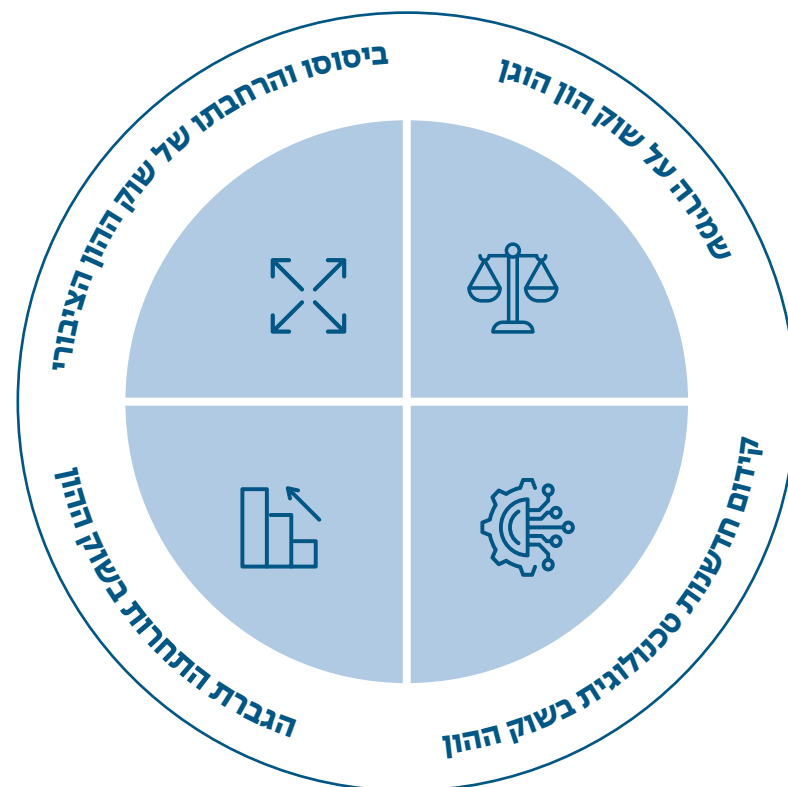 שמירה על שוק הון הוגן
ביסוסו והרחבתו של שוק ההון הציבורי
קידום חדשנות טכנולוגית בשוק ההון
הגברת התחרות בשוק ההון